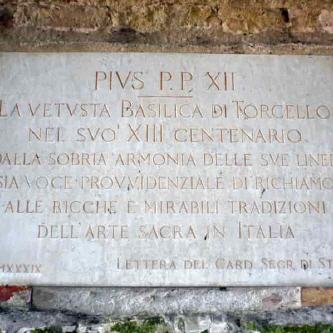 PIVS P.P. XII
LA VETVSTA BASILICA DI TORCELLO
NEL SVO' XIII CENTENARIO
DALLA SOBRIA ARMONIA DELLE SVE LINEE
SIA VOCE PROVVIDENZIALE DI RICHIAMO
ALLE RICCHE E MIRABILI TRADIZIONI
DELL'ARTE SACRA IN ITALIA
MXXXIX LETTERA DEL CARD. SEGR. DI ST